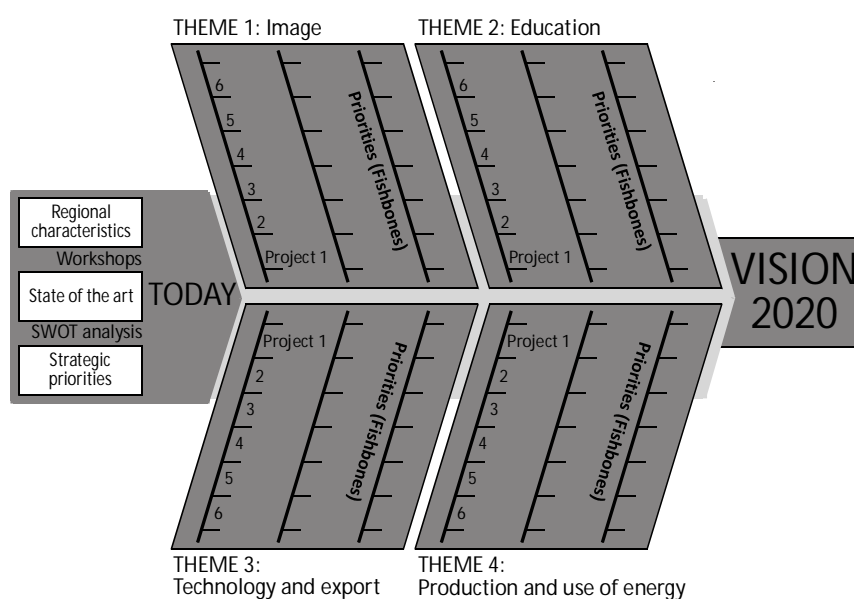 THEME 1: Image
THEME 2: Education
6
5
4
3
2
Project 1
Priorities (Fishbones)
6
5
4
3
2
Project 1
Priorities (Fishbones)
Regional
characteristics
Workshops
State of the art
SWOT analysis
Strategic
priorities
TODAY
VISION
2020
Project 1
2
3
4
5
6
Priorities (Fishbones)
Project 1
2
3
4
5
6
Priorities (Fishbones)
THEME 3:
Technology and export
THEME 4:
Production and use of energy